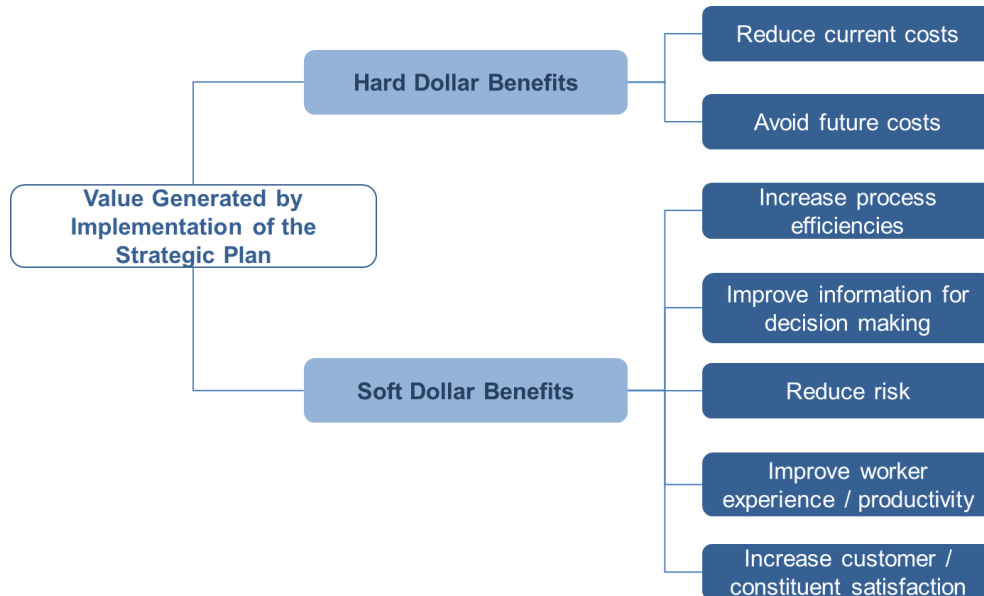 Reduce current costs
Hard Dollar Benefits
Avoid future costs
Value Generated by
Implementation of the
Strategic Plan
Increase process
efficiencies
Improve information for
decision making
Soft Dollar Benefits
Reduce risk
Improve worker
experience / productivity
Increase customer /
constituent satisfaction